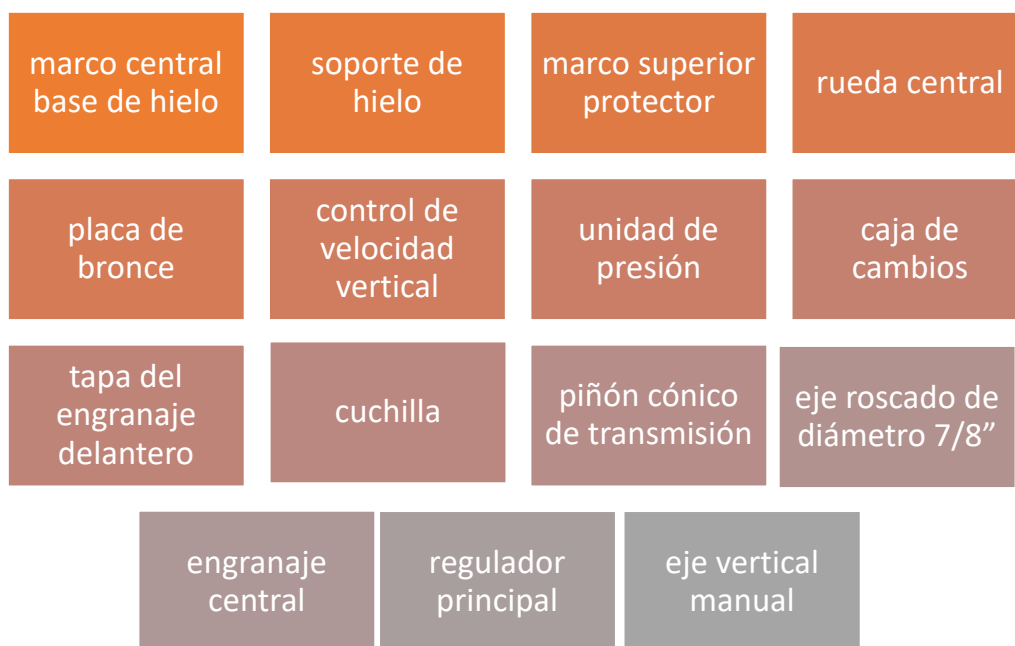 marco central
base de hielo
soporte de
hielo
marco superior
protector
rueda central
placa de
bronce
control de
velocidad
vertical
unidad de
presión
caja de
cambios
tapa del
engranaje
delantero
cuchilla
piñón cónico
de transmisión
eje roscado de
diámetro 7/8”
engranaje
central
regulador
principal
eje vertical
manual